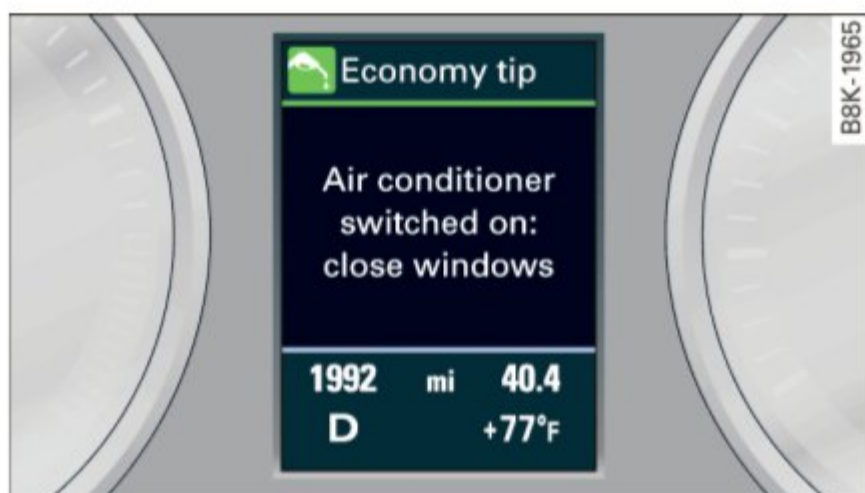 Economy tip
Air conditioner
switched on:
close windows
1992 mi 40.4
D +77°F
B8K-1965